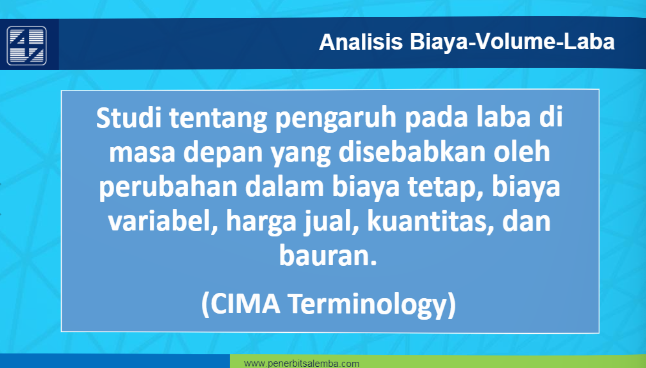 Analisis Biaya-Volume-Laba
Studi tentang pengaruh pada laba di
masa depan yang disebabkan oleh
perubahan dalam biaya tetap, biaya
variabel, harga jual, kuantitas, dan
bauran.
(CIMA Terminology)
www.penerbitsalemba.com